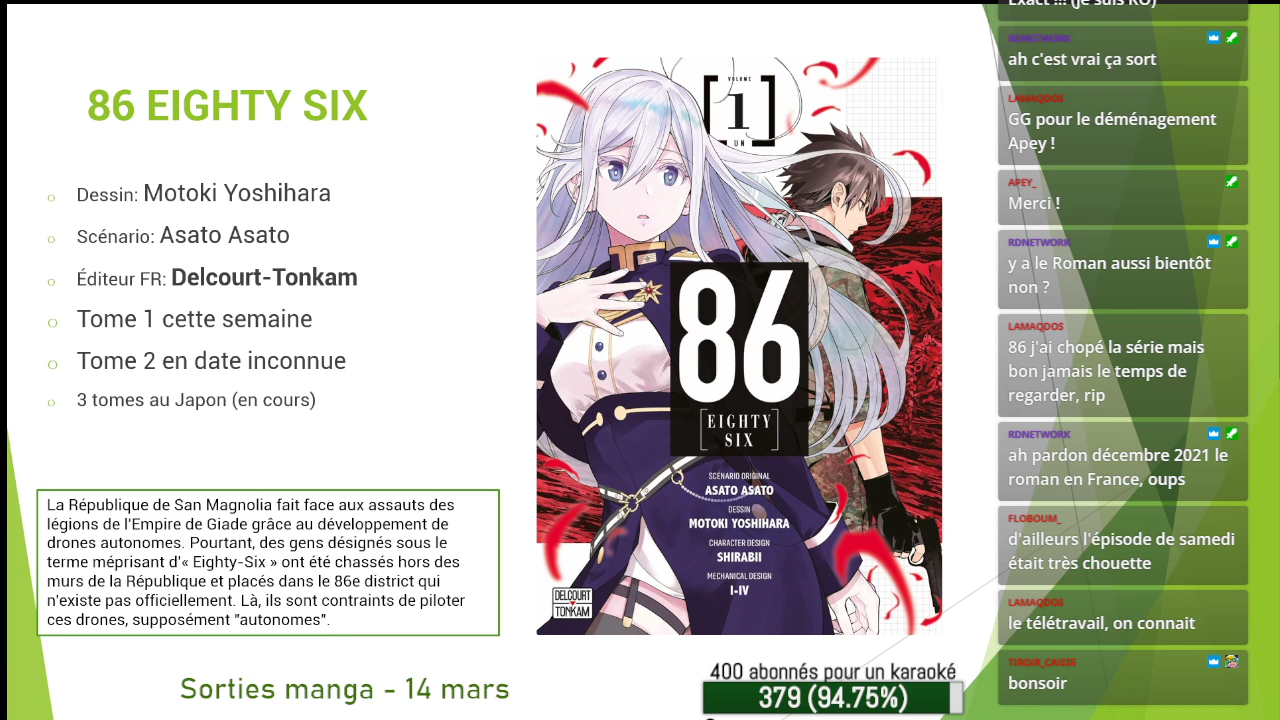 86 EIGHTY SIX
Dessin: Motoki Yoshihara
Scénario: Asato Asato
Éditeur FR: Delcourt-Tonkam
Tome 1 cette semaine
Tome 2 en date inconnue
3 tomes au Japon (en cours)
La République de San Magnolia fait face aux assauts des
légions de l'Empire de Giade grâce au développement de
drones autonomes. Pourtant, des gens désignés sous le
terme méprisant d'« Eighty-Six » ont été chassés hors des
murs de la République et placés dans le 86e district qui
n'existe pas officiellement. Là, ils sont contraints de piloter
ces drones, supposément "autonomes".
Sorties manga - 14 mars
VOLUME
1
UN
86
EIGHTY
SIX
SCÉNARIO ORIGINAL
ASATO ASATO
DESSIN
MOTOKI YOSHIHARA
CHARACTER DESIGN
SHIRABII
MECHANICAL DESIGN
I-IV
DELCOURT
TONKAM
400 abonnés pour un karaoké
379 (94.75%)
Exact !!! (je suis KO)
RDNETWORK
ah c'est vrai ça sort
LAMAQDOS
GG pour le déménagement
Apey !
APEY_
Merci !
RDNETWORK
y a le Roman aussi bientôt
non ?
LAMAQDOS
86 j'ai chopé la série mais
bon jamais le temps de
regarder, rip
RDNETWORK
ah pardon décembre 2021 le
roman en France, oups
FLOBOUM_
d'ailleurs l'épisode de samedi
était très chouette
LAMAQDOS
le télétravail, on connait
TIROIR_CAISSE
bonsoir